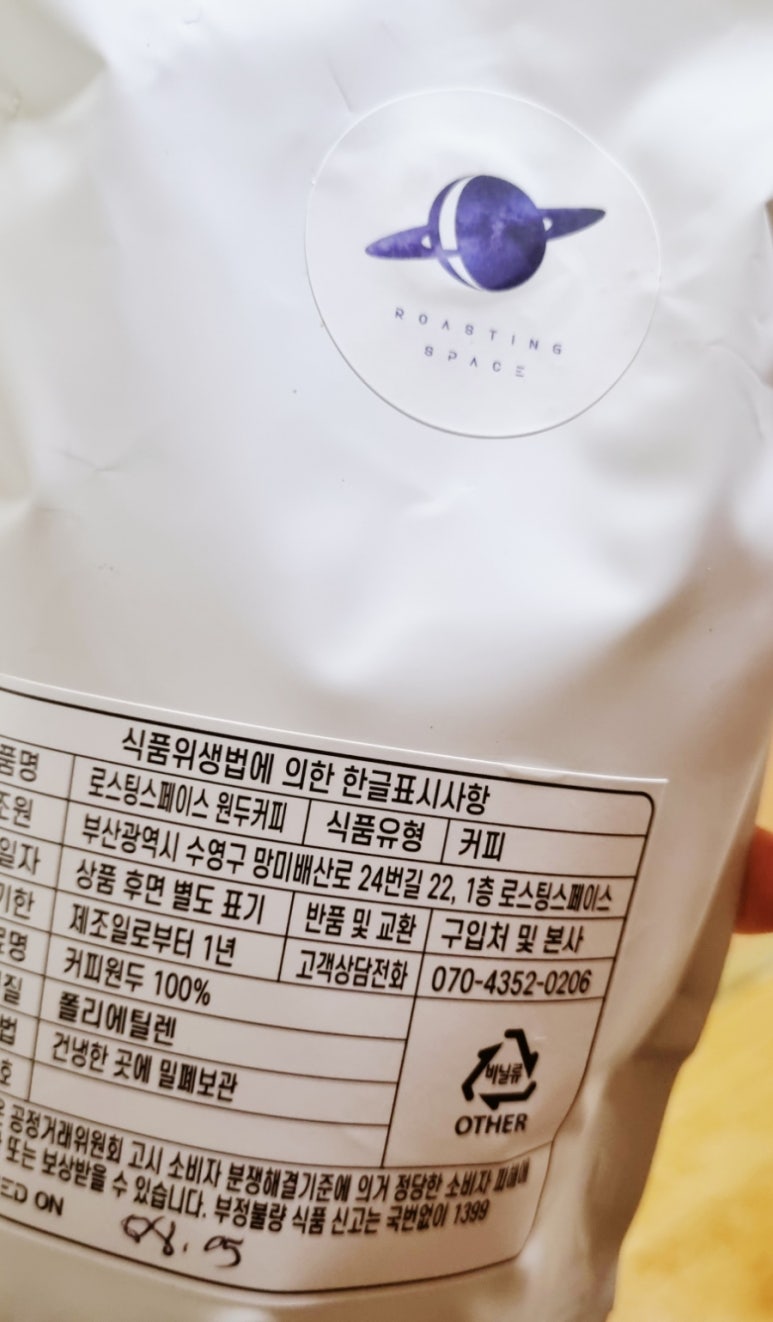 ROASTING
SPACE
식품위생법에 의한 한글표시사항
품명 로스팅스페이스 원두커피 식품유형 커피
조원 부산광역시 수영구 망미배산로 24번길 22, 1층 로스팅스페이스
일자 상품 후면 별도 표기 반품 및 교환 구입처 및 본사
기한 제조일로부터 1년 고객상담전화 070-4352-0206
료명 커피원두 100%
질 폴리에틸렌
법 건냉한 곳에 밀폐보관
호
비닐류
OTHER
은 공정거래위원회 고시 소비자 분쟁해결기준에 의거 정당한 소비자 피해에
또는 보상받을 수 있습니다. 부정불량 식품 신고는 국번없이 1399
ED ON 08.05